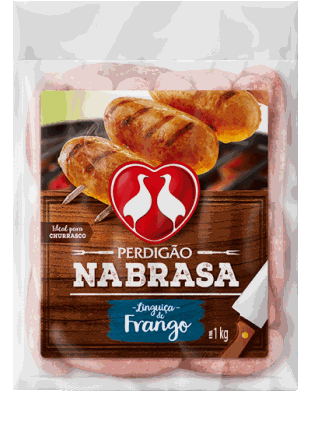 Ideal para
CHURRASCO
PERDIGÃO
NABRASA
-Linguiça-
de
Frango
1 kg